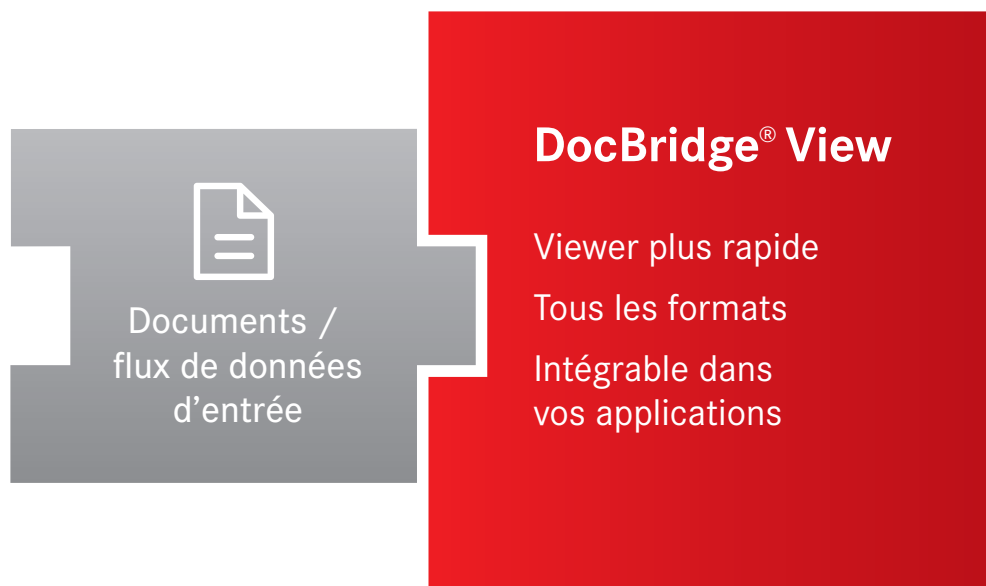 Documents /
flux de données
d’entrée
DocBridge® View
Viewer plus rapide
Tous les formats
Intégrable dans
vos applications